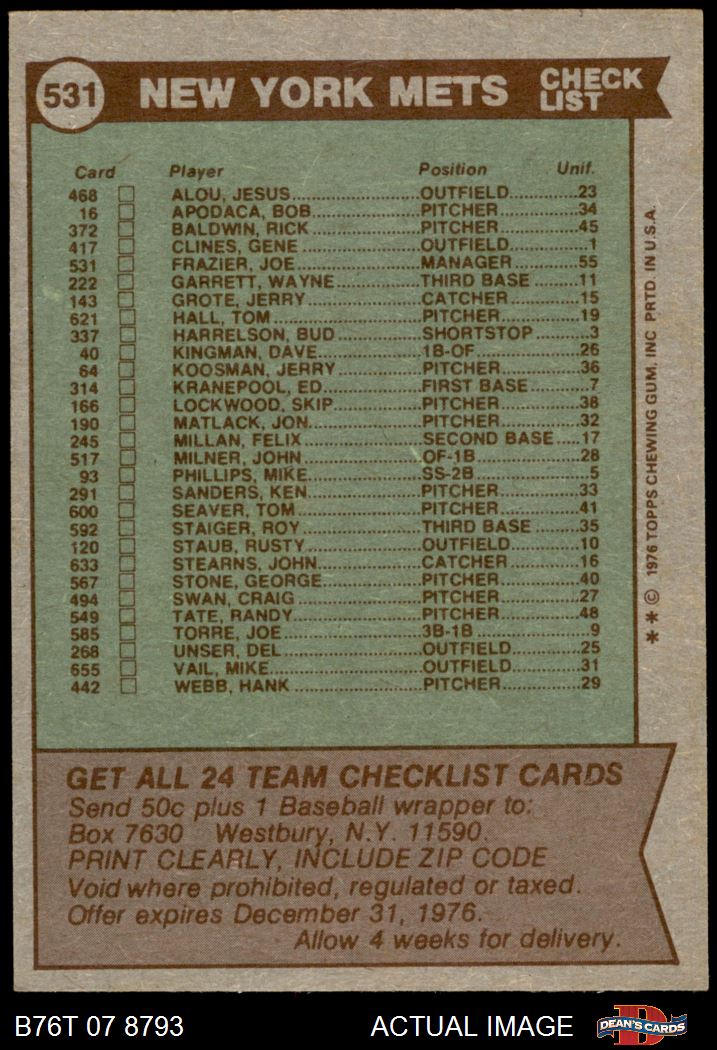 531 NEW YORK METS CHECK LIST
Card Player Position Unif.
468 ALOU, JESUS OUTFIELD 23
16 APODACA, BOB PITCHER 34
372 BALDWIN, RICK PITCHER 45
417 CLINES, GENE OUTFIELD 1
531 FRAZIER, JOE MANAGER 55
222 GARRETT, WAYNE THIRD BASE 11
143 GROTE, JERRY CATCHER 15
621 HALL, TOM PITCHER 19
337 HARRELSON, BUD SHORTSTOP 3
40 KINGMAN, DAVE 1B-OF 26
64 KOOSMAN, JERRY PITCHER 36
314 KRANEPOOL, ED FIRST BASE 7
166 LOCKWOOD, SKIP PITCHER 38
190 MATLACK, JON PITCHER 32
245 MILLAN, FELIX SECOND BASE 17
517 MILNER, JOHN OF-1B 28
93 PHILLIPS, MIKE SS-2B 5
291 SANDERS, KEN PITCHER 33
600 SEAVER, TOM PITCHER 41
592 STAIGER, ROY THIRD BASE 35
120 STAUB, RUSTY OUTFIELD 10
633 STEARNS, JOHN CATCHER 16
567 STONE, GEORGE PITCHER 40
494 SWAN, CRAIG PITCHER 27
549 TATE, RANDY PITCHER 48
585 TORRE, JOE 3B-1B 9
268 UNSER, DEL OUTFIELD 25
655 VAIL, MIKE OUTFIELD 31
442 WEBB, HANK PITCHER 29
* * © 1976 TOPPS CHEWING GUM, INC PRTD. IN U.S.A.
GET ALL 24 TEAM CHECKLIST CARDS
Send 50c plus 1 Baseball wrapper to:
Box 7630 Westbury, N.Y. 11590.
PRINT CLEARLY, INCLUDE ZIP CODE
Void where prohibited, regulated or taxed.
Offer expires December 31, 1976.
Allow 4 weeks for delivery.
B76T 07 8793 ACTUAL IMAGE D DEAN'S CARDS